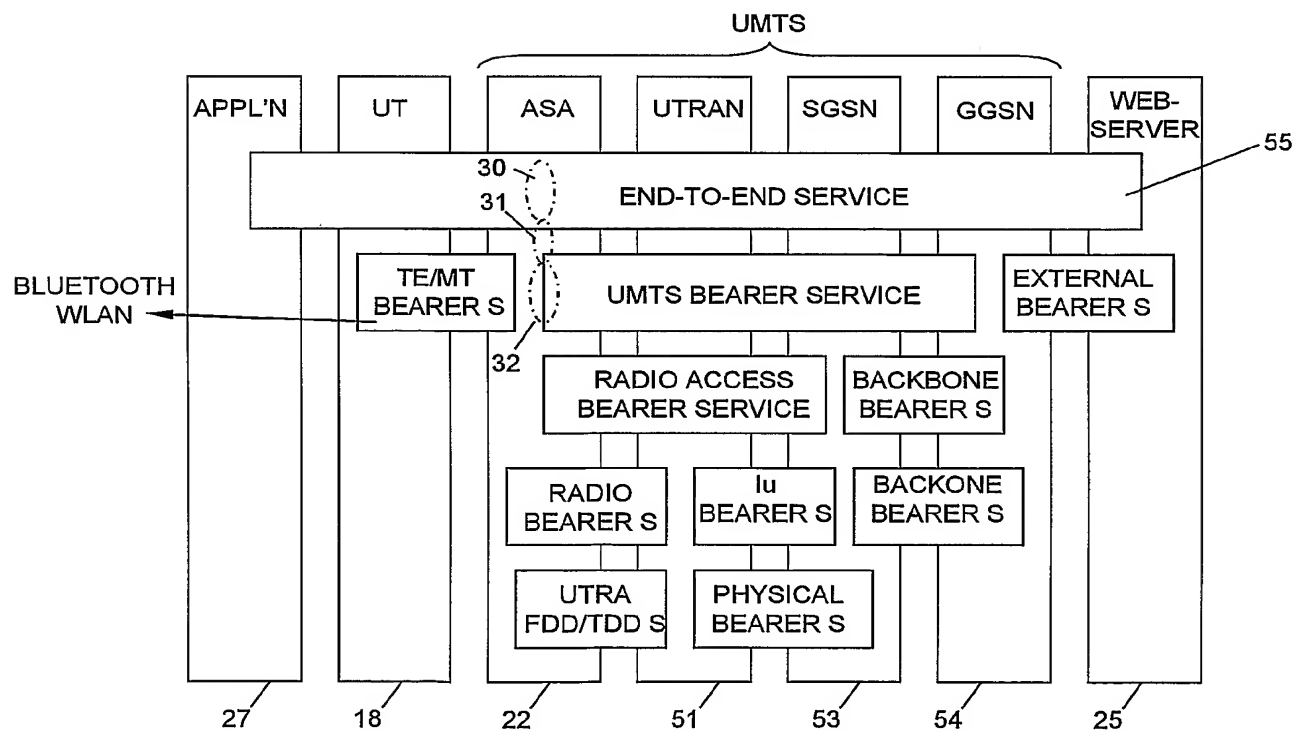 UMTS
APPL'N
UT
ASA
UTRAN
SGSN
GGSN
WEB-
SERVER
55
30
END-TO-END SERVICE
31
BLUETOOTH
WLAN
TE/MT
BEARER S
UMTS BEARER SERVICE
EXTERNAL
BEARER S
32
RADIO ACCESS
BEARER SERVICE
BACKBONE
BEARER S
RADIO
BEARER S
Iu
BEARER S
BACKONE
BEARER S
UTRA
FDD/TDD S
PHYSICAL
BEARER S
27
18
22
51
53
54
25